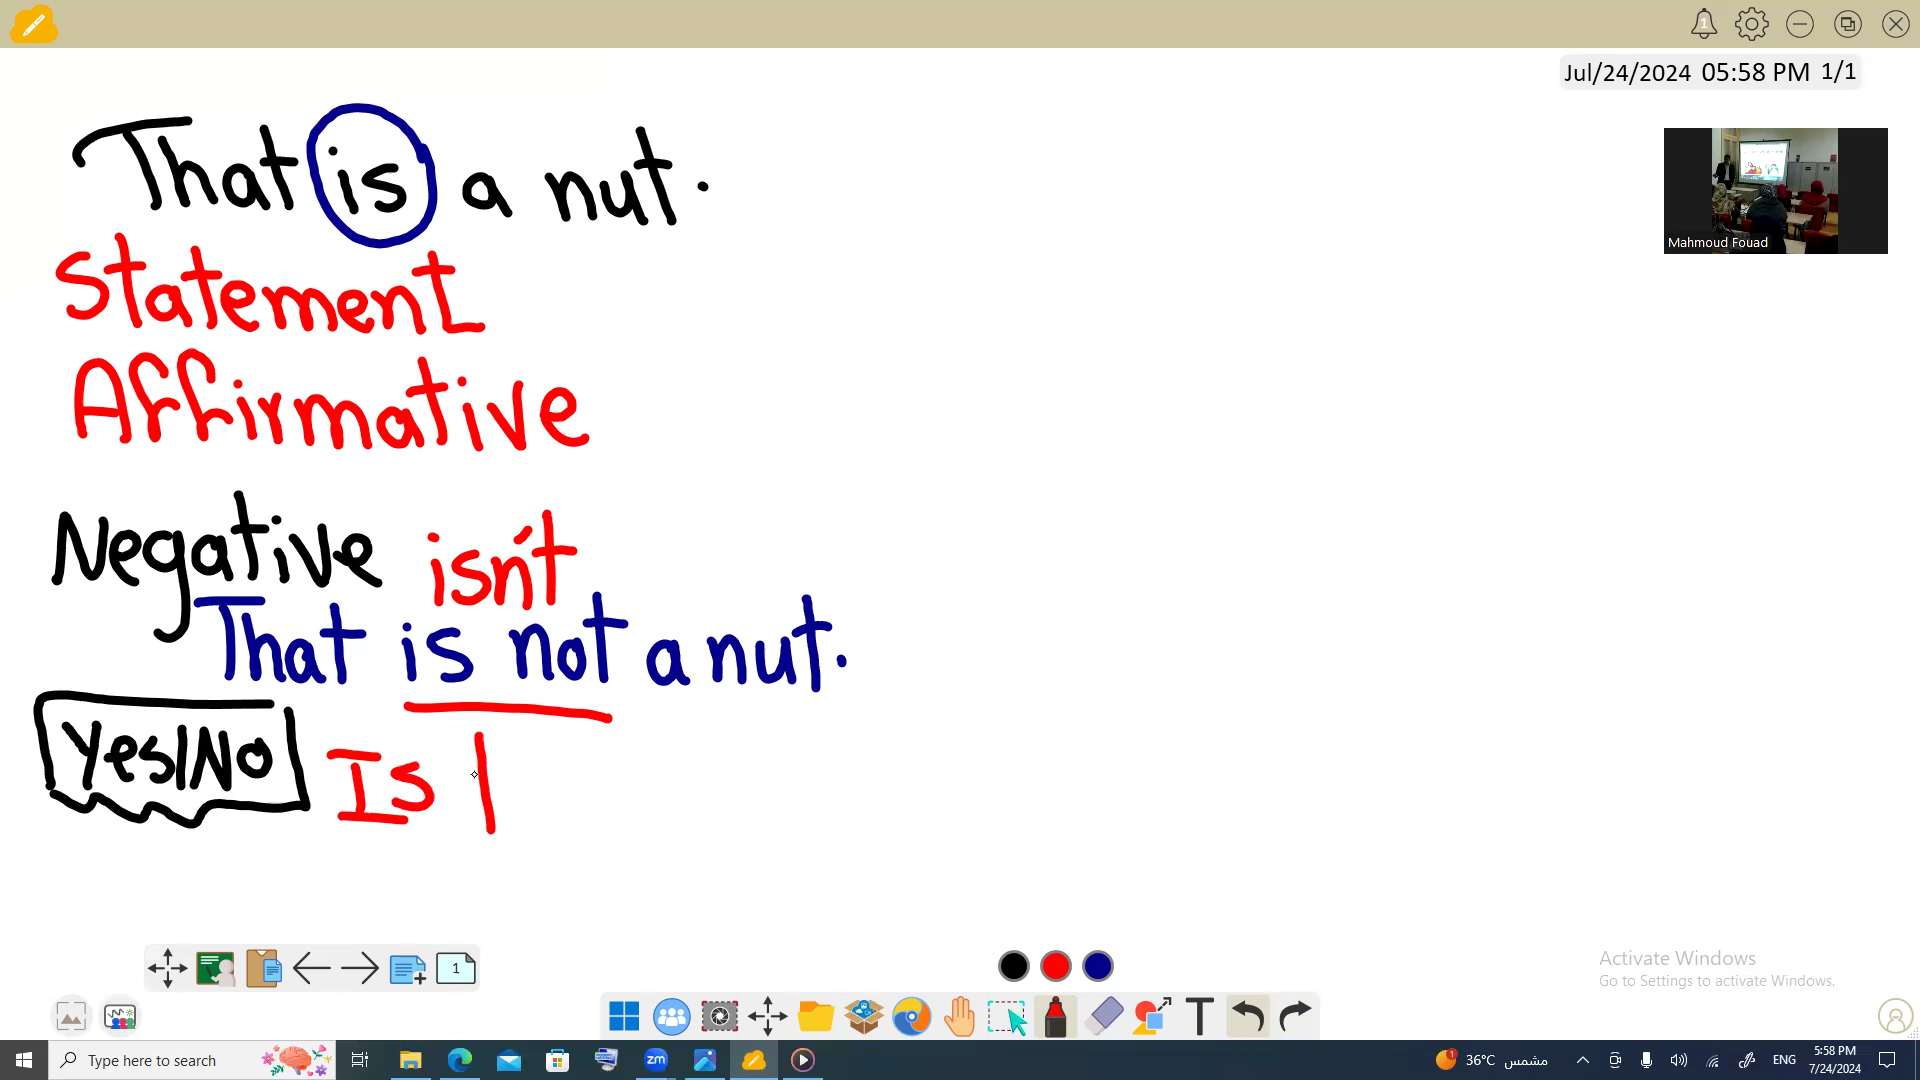 Jul/24/2024 05:58 PM 1/1
That is a nut.
Mahmoud Fouad
Statement
Affirmative
Negative isn't
That is not a nut.
Yes/No Is
Activate Windows
Go to Settings to activate Windows.
1
T
Type here to search
zm
1
36°C مشمس
ENG
5:58 PM
7/24/2024